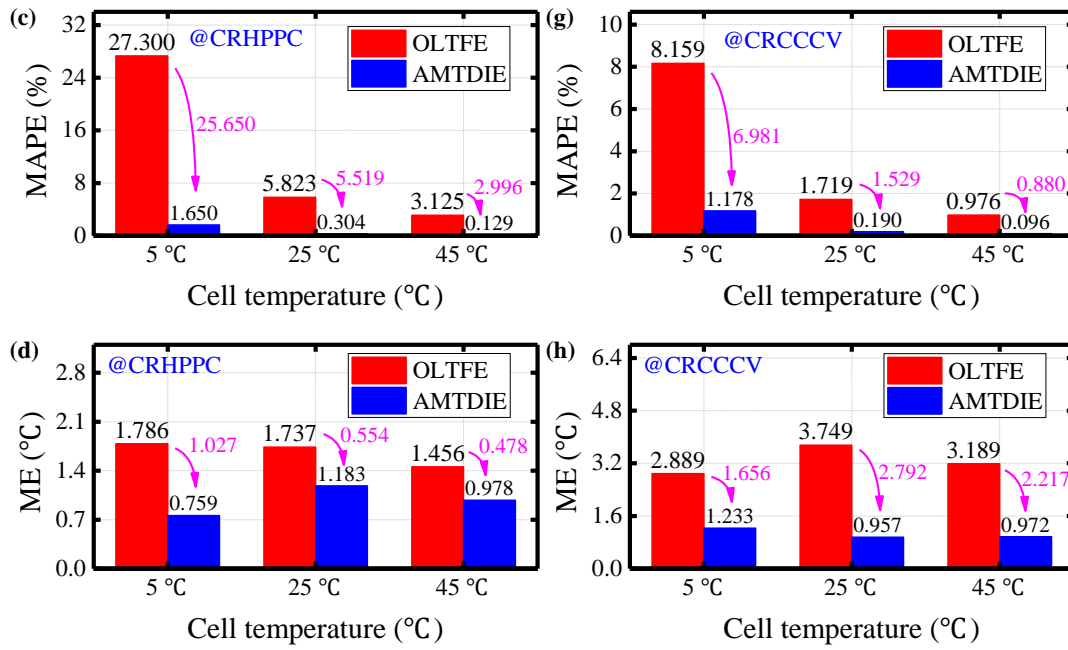 (c)
@CRHPPC
OLTFE
AMTDIE
MAPE (%)
32
24
16
8
0
27.300
25.650
1.650
5.823
5.519
0.304
3.125
2.996
0.129
5 ℃
25 ℃
45 ℃
Cell temperature (℃)
(g)
@CRCCCV
OLTFE
AMTDIE
MAPE (%)
10
8
6
4
2
0
8.159
6.981
1.178
1.719
1.529
0.190
0.976
0.880
0.096
5 ℃
25 ℃
45 ℃
Cell temperature (℃)
(d)
@CRHPPC
OLTFE
AMTDIE
ME (℃)
2.8
2.1
1.4
0.7
0.0
1.786
1.027
0.759
1.737
0.554
1.183
1.456
0.478
0.978
5 ℃
25 ℃
45 ℃
Cell temperature (℃)
(h)
@CRCCCV
OLTFE
AMTDIE
ME (℃)
6.4
4.8
3.2
1.6
0.0
2.889
1.656
1.233
3.749
2.792
0.957
3.189
2.217
0.972
5 ℃
25 ℃
45 ℃
Cell temperature (℃)